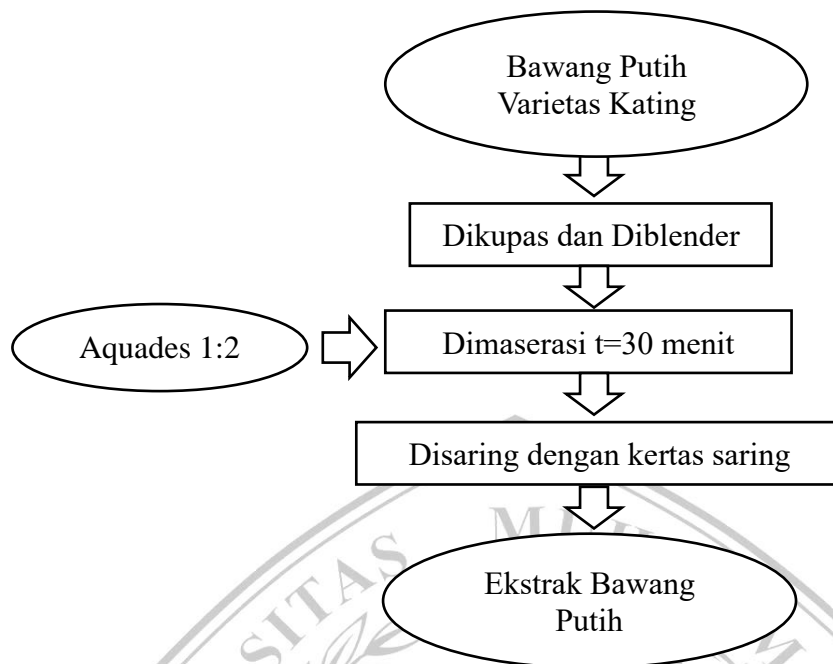 Bawang Putih
Varietas Kating
Dikupas dan Diblender
Aquades 1:2
Dimaserasi t=30 menit
Disaring dengan kertas saring
Ekstrak Bawang
Putih